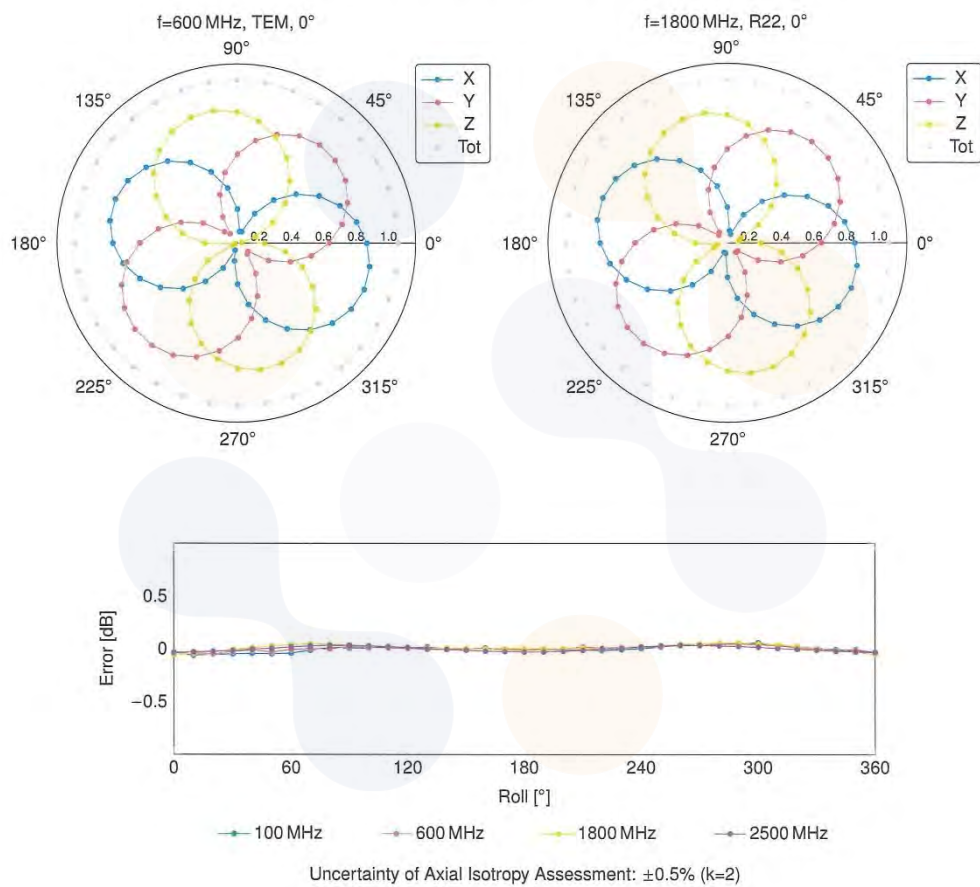 f=600 MHz, TEM, 0°
f=1800 MHz, R22, 0°
90°
90°
135°
45°
135°
45°
X
Y
Z
Tot
X
Y
Z
Tot
180°
0.2 0.4 0.6 0.8 1.0
0°
180°
0.2 0.4 0.6 0.8 1.0
0°
225°
315°
225°
315°
270°
270°
Error [dB]
0.5
0
−0.5
0 60 120 180 240 300 360
Roll [°]
100 MHz 600 MHz 1800 MHz 2500 MHz
Uncertainty of Axial Isotropy Assessment: ±0.5% (k=2)